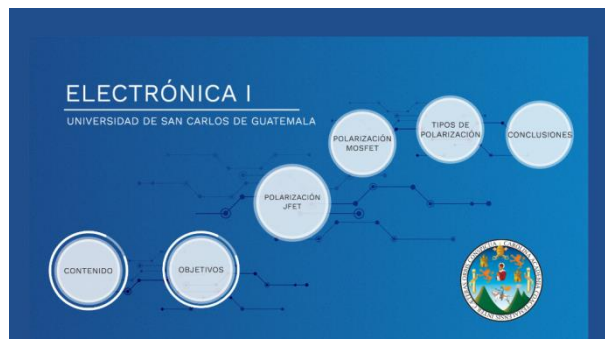 ELECTRÓNICA I
UNIVERSIDAD DE SAN CARLOS DE GUATEMALA
CONTENIDO
OBJETIVOS
POLARIZACIÓN
JFET
POLARIZACIÓN
MOSFET
TIPOS DE
POLARIZACIÓN
CONCLUSIONES